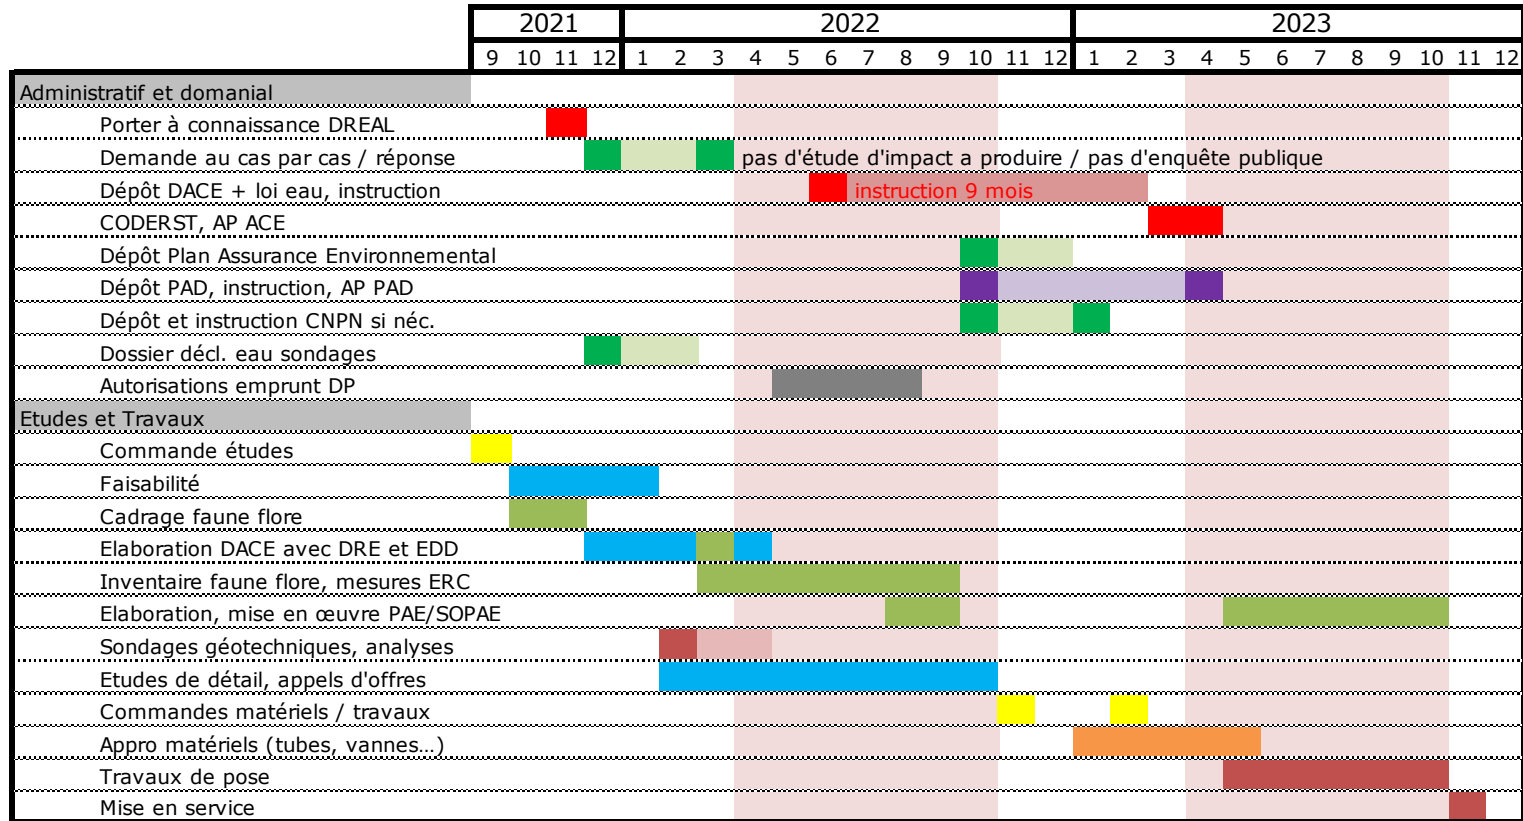 2021 2022 2023
9 10 11 12 1 2 3 4 5 6 7 8 9 10 11 12 1 2 3 4 5 6 7 8 9 10 11 12
Administratif et domanial
Porter à connaissance DREAL
Demande au cas par cas / réponse pas d'étude d'impact a produire / pas d'enquête publique
Dépôt DACE + loi eau, instruction instruction 9 mois
CODERST, AP ACE
Dépôt Plan Assurance Environnemental
Dépôt PAD, instruction, AP PAD
Dépôt et instruction CNPN si néc.
Dossier décl. eau sondages
Autorisations emprunt DP
Etudes et Travaux
Commande études
Faisabilité
Cadrage faune flore
Elaboration DACE avec DRE et EDD
Inventaire faune flore, mesures ERC
Elaboration, mise en œuvre PAE/SOPAE
Sondages géotechniques, analyses
Etudes de détail, appels d'offres
Commandes matériels / travaux
Appro matériels (tubes, vannes…)
Travaux de pose
Mise en service